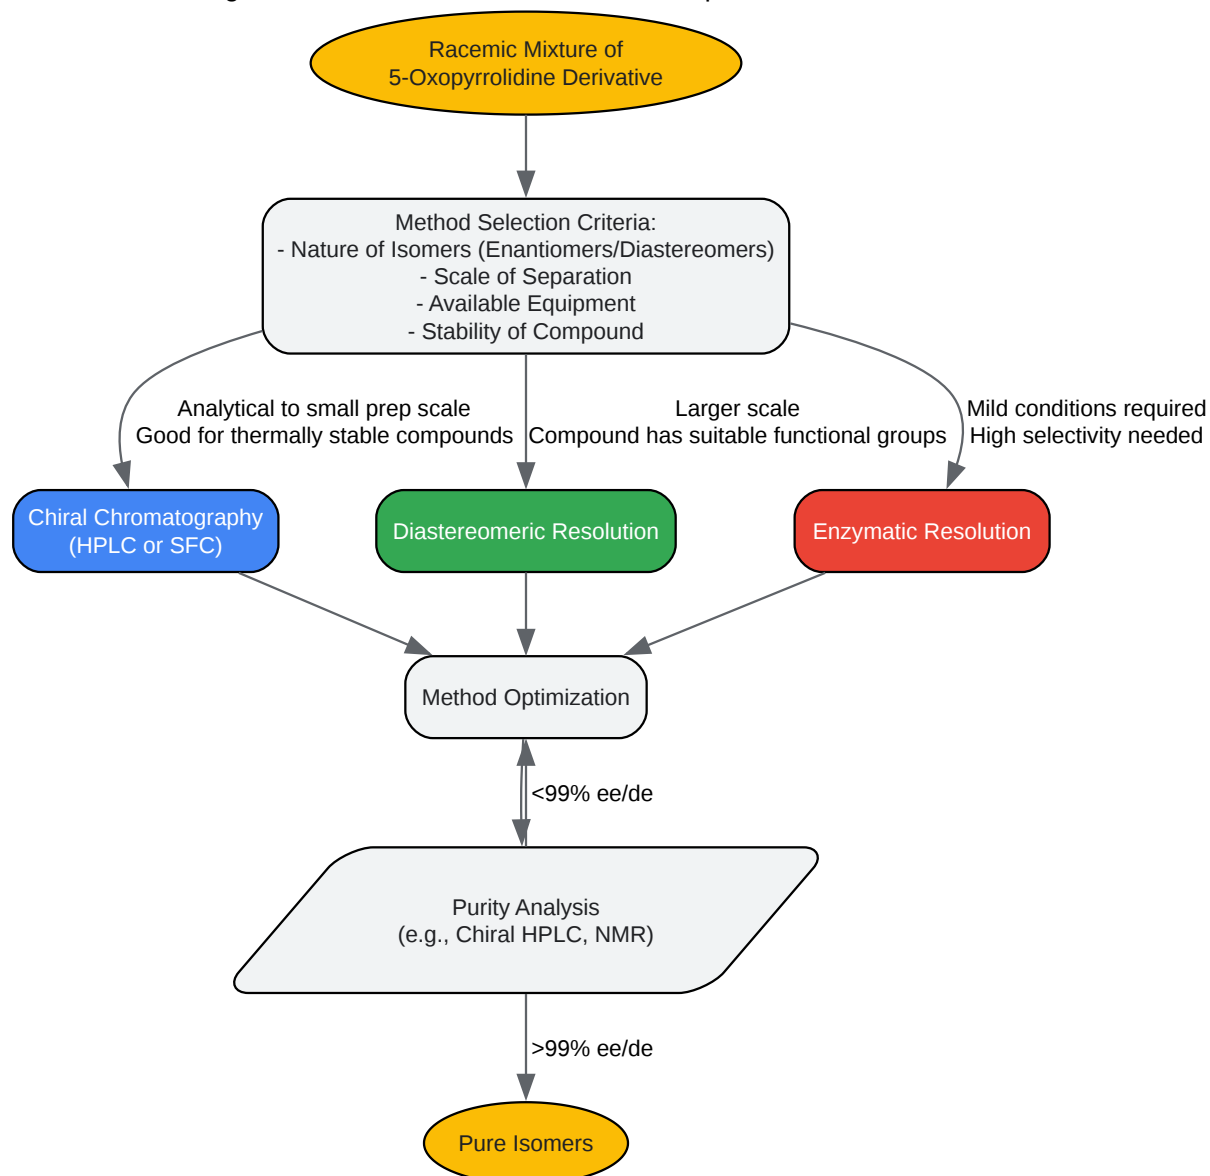 Racemic Mixture of
5-Oxopyrrolidine Derivative
Method Selection Criteria:
- Nature of Isomers (Enantiomers/Diastereomers)
- Scale of Separation
- Available Equipment
- Stability of Compound
Analytical to small prep scale
Good for thermally stable compounds
Larger scale
Compound has suitable functional groups
Mild conditions required
High selectivity needed
Chiral Chromatography
(HPLC or SFC)
Diastereomeric Resolution
Enzymatic Resolution
Method Optimization
<99% ee/de
Purity Analysis
(e.g., Chiral HPLC, NMR)
>99% ee/de
Pure Isomers